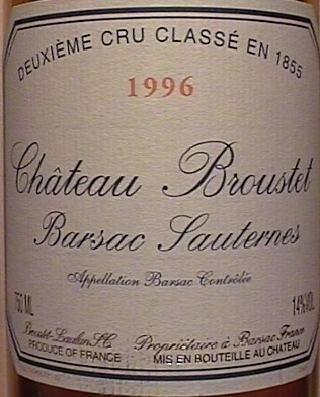 DEUXIÈME CRU CLASSÉ EN 1855
1996
Château Broustet
Barsac Sauternes
Appellation Barsac Contrôlée
750 ML 14% VOL.
Propriétaire à Barsac France
PRODUCE OF FRANCE MIS EN BOUTEILLE AU CHATEAU